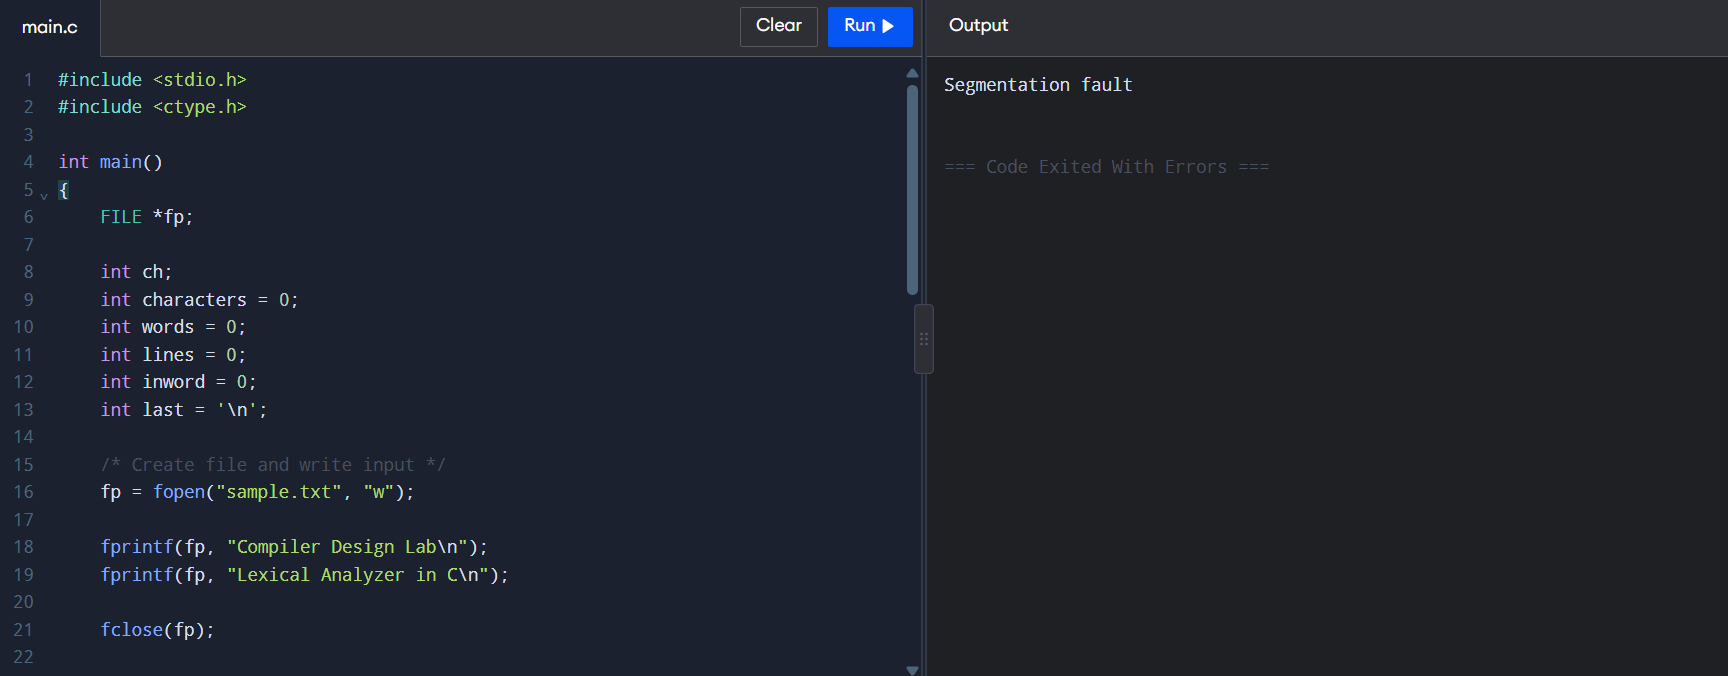 main.c
Clear
Run
Output
1 #include <stdio.h>
2 #include <ctype.h>
3
4 int main()
5 {
6     FILE *fp;
7
8     int ch;
9     int characters = 0;
10     int words = 0;
11     int lines = 0;
12     int inword = 0;
13     int last = '\n';
14
15     /* Create file and write input */
16     fp = fopen("sample.txt", "w");
17
18     fprintf(fp, "Compiler Design Lab\n");
19     fprintf(fp, "Lexical Analyzer in C\n");
20
21     fclose(fp);
22
Segmentation fault
=== Code Exited With Errors ===